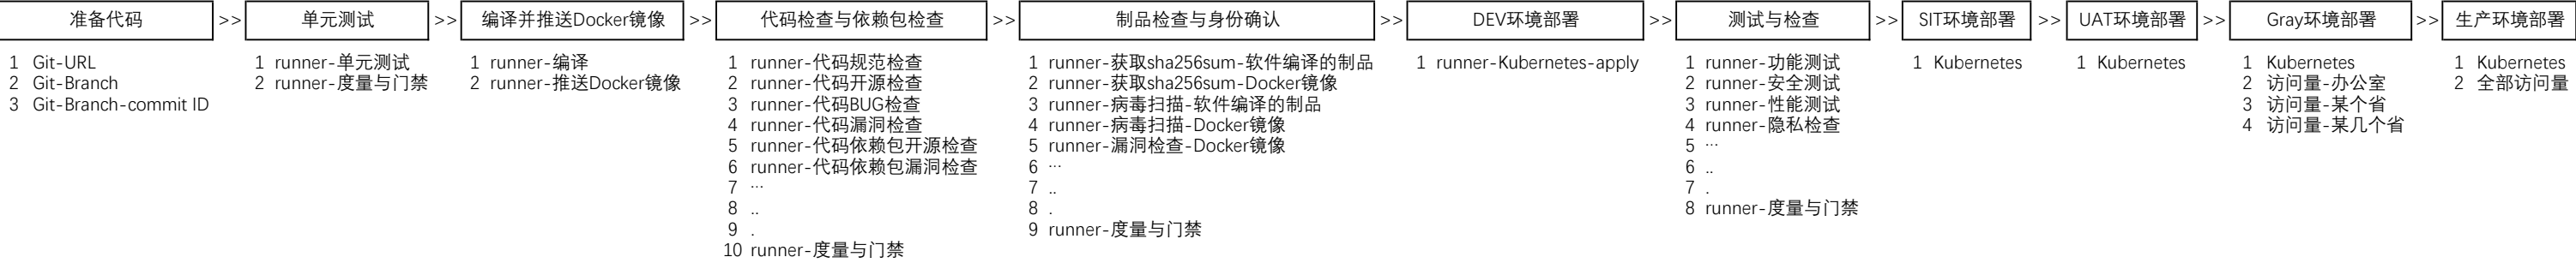 准备代码
>>
单元测试
>>
编译并推送Docker镜像
>>
代码检查与依赖包检查
>>
制品检查与身份确认
>>
DEV环境部署
>>
测试与检查
>>
SIT环境部署
>>
UAT环境部署
>>
Gray环境部署
>>
生产环境部署
1 Git-URL
2 Git-Branch
3 Git-Branch-commit ID
1 runner-单元测试
2 runner-度量与门禁
1 runner-编译
2 runner-推送Docker镜像
1 runner-代码规范检查
2 runner-代码开源检查
3 runner-代码BUG检查
4 runner-代码漏洞检查
5 runner-代码依赖包开源检查
6 runner-代码依赖包漏洞检查
7 ...
8 ..
9 .
10 runner-度量与门禁
1 runner-获取sha256sum-软件编译的制品
2 runner-获取sha256sum-Docker镜像
3 runner-病毒扫描-软件编译的制品
4 runner-病毒扫描-Docker镜像
5 runner-漏洞检查-Docker镜像
6 ...
7 ..
8 .
9 runner-度量与门禁
1 runner-Kubernetes-apply
1 runner-功能测试
2 runner-安全测试
3 runner-性能测试
4 runner-隐私检查
5 ...
6 ..
7 .
8 runner-度量与门禁
1 Kubernetes
1 Kubernetes
1 Kubernetes
2 访问量-办公室
3 访问量-某个省
4 访问量-某几个省
1 Kubernetes
2 全部访问量